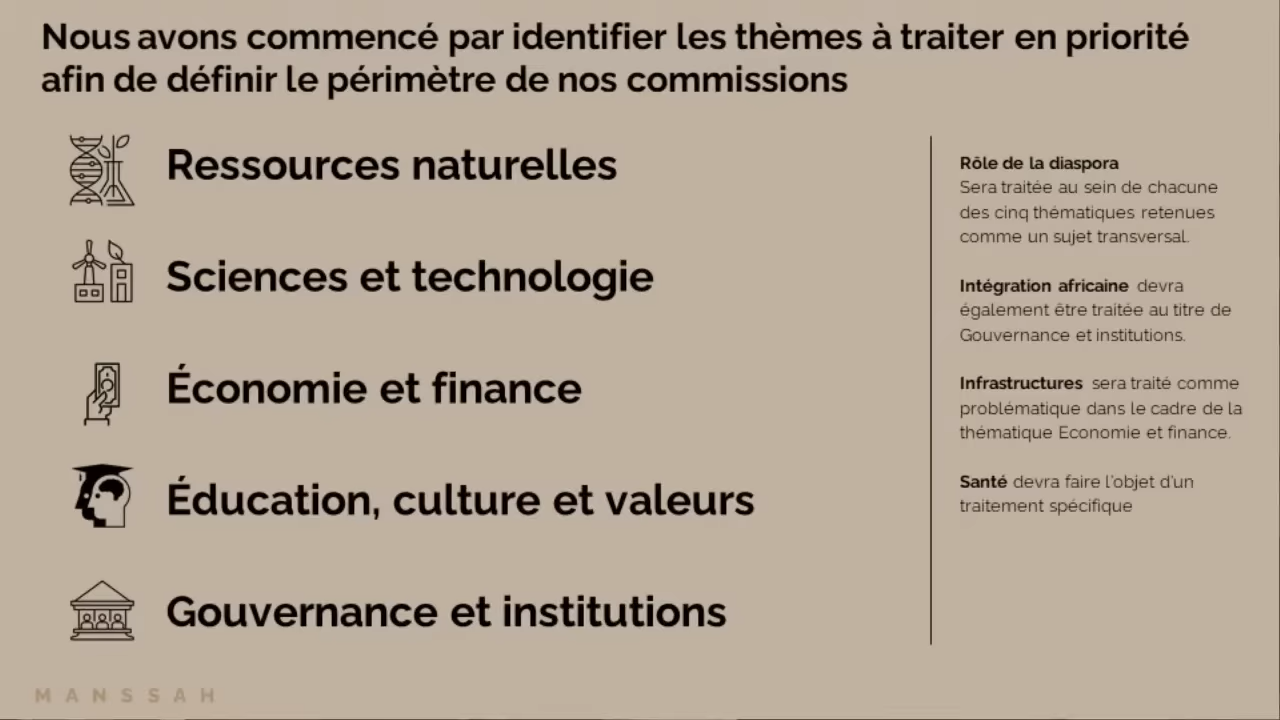 Nous avons commencé par identifier les thèmes à traiter en priorité
afin de définir le périmètre de nos commissions
Ressources naturelles
Sciences et technologie
Économie et finance
Éducation, culture et valeurs
Gouvernance et institutions
Rôle de la diaspora
Sera traitée au sein de chacune
des cinq thématiques retenues
comme un sujet transversal.
Intégration africaine devra
également être traitée au titre de
Gouvernance et institutions.
Infrastructures sera traité comme
problématique dans le cadre de la
thématique Economie et finance.
Santé devra faire l'objet d'un
traitement spécifique
MANSSAH